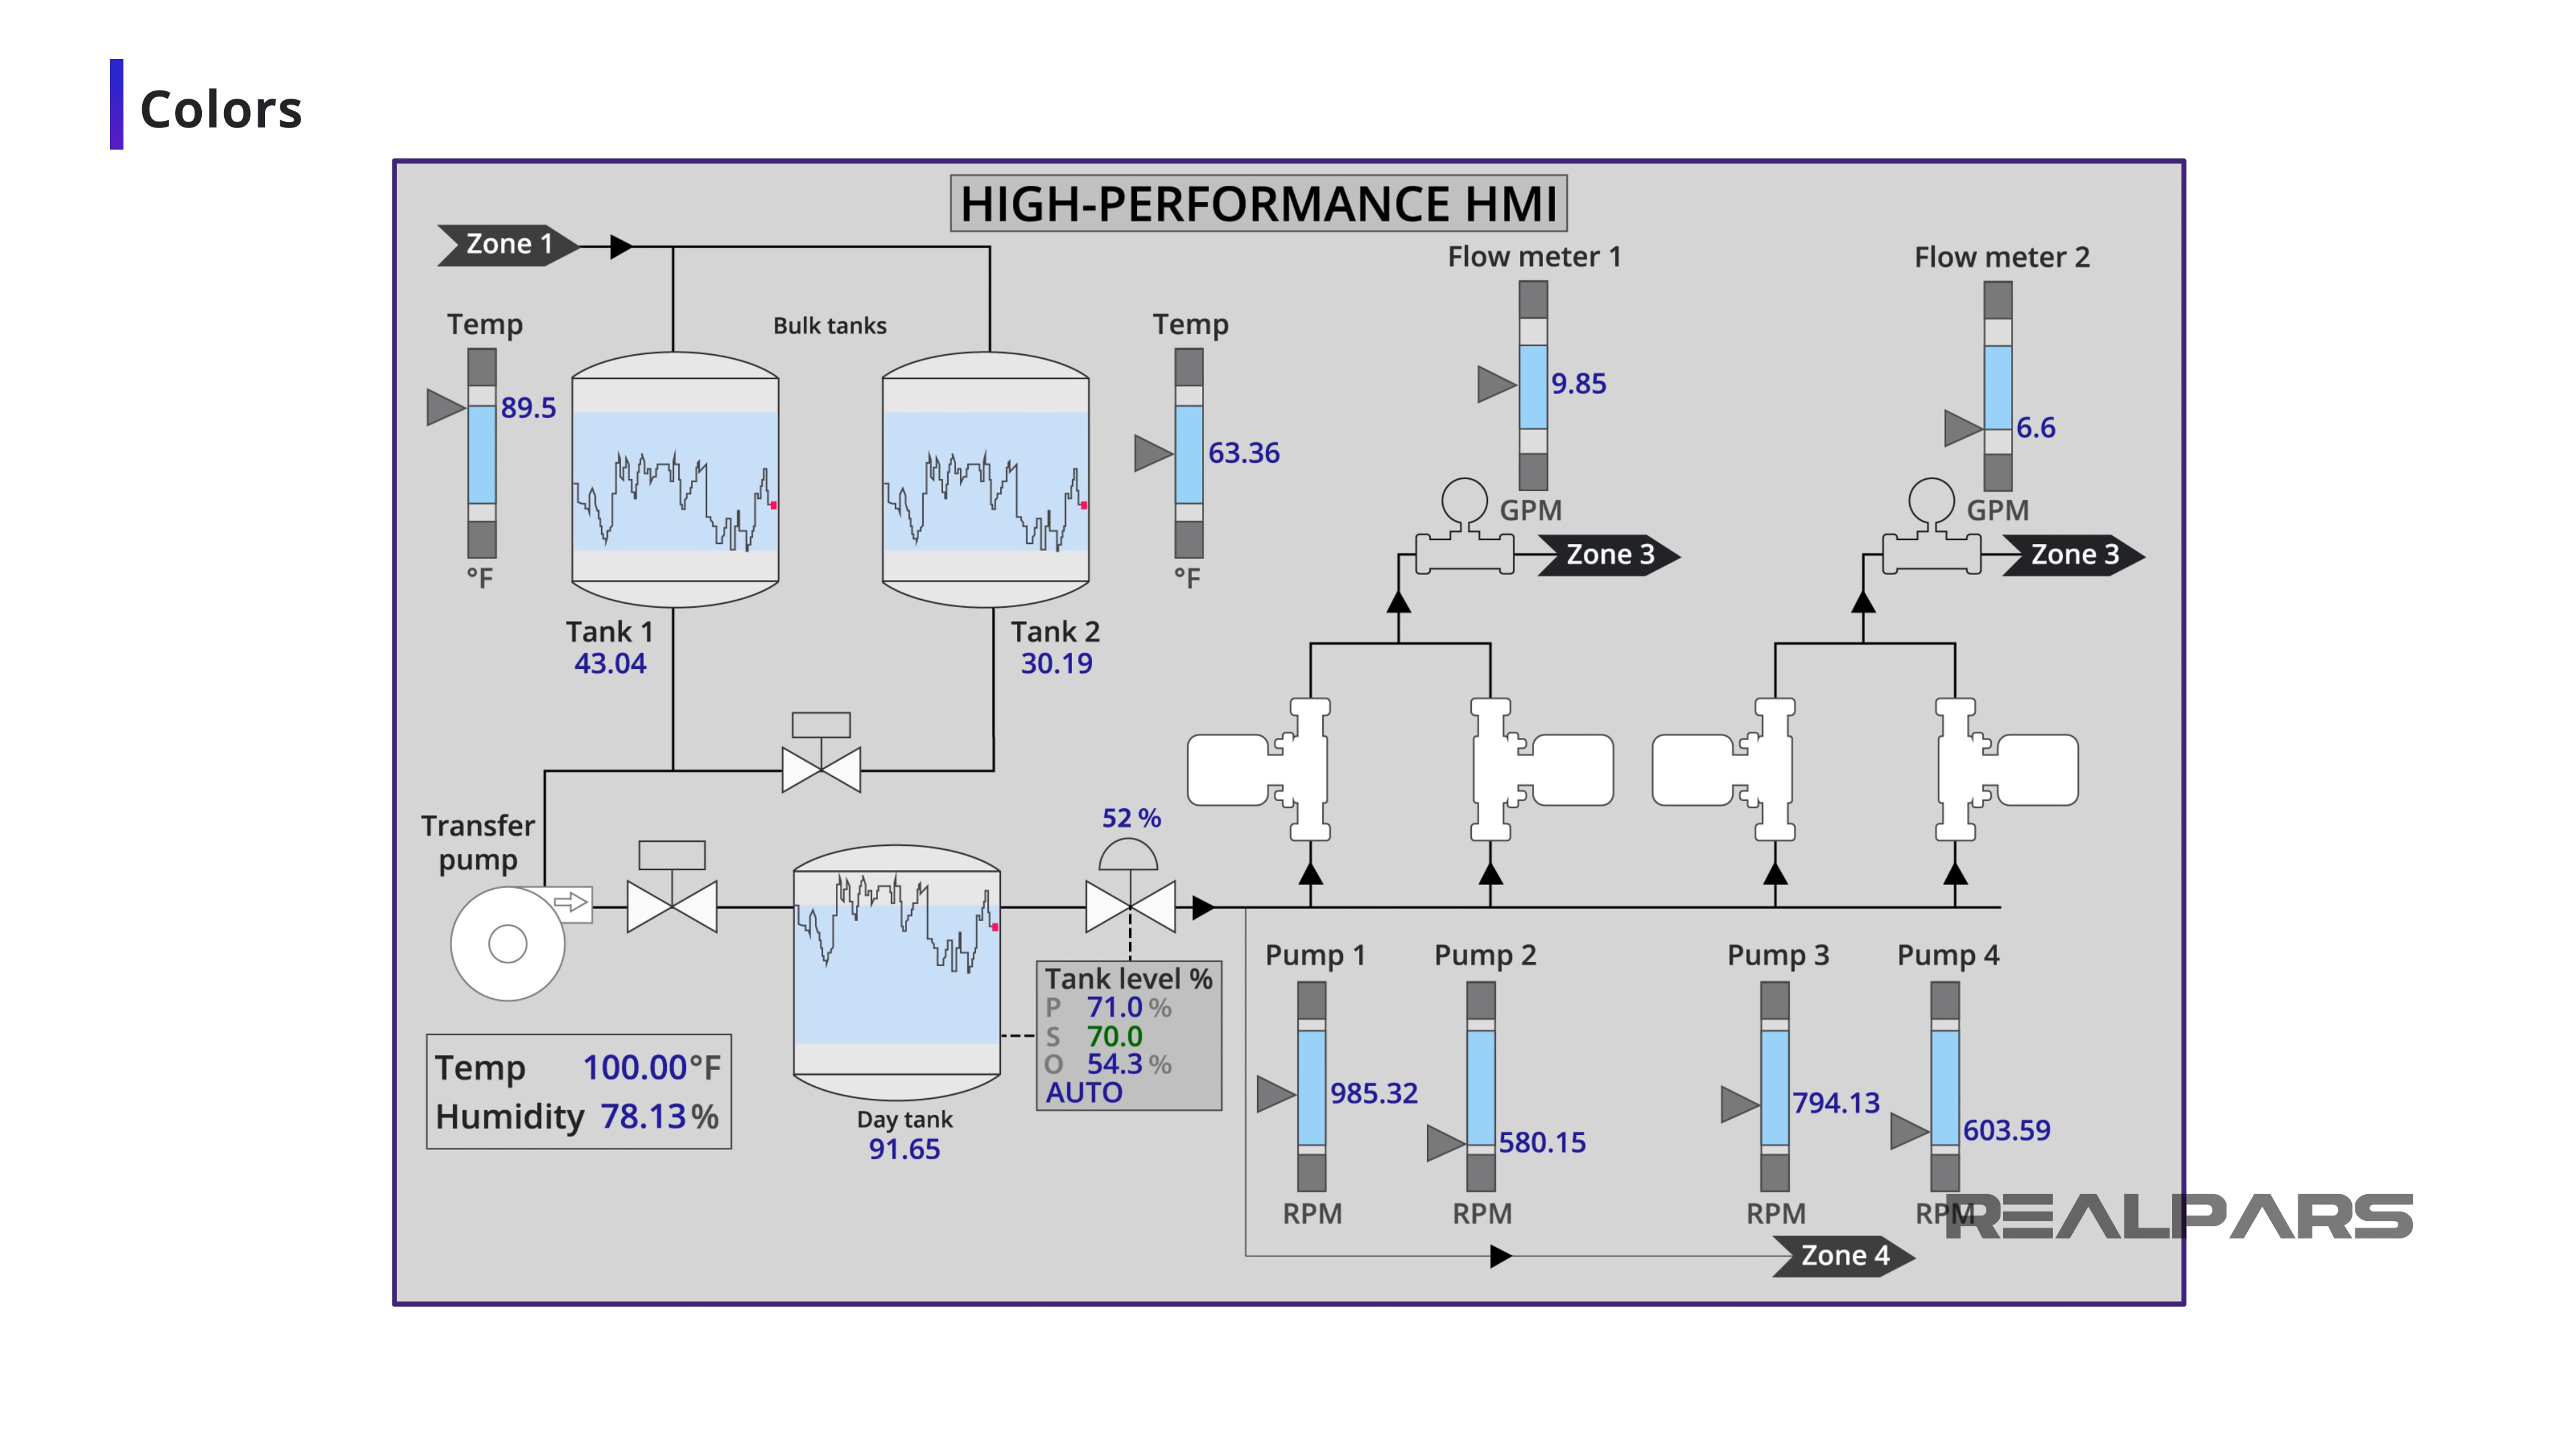 Colors
HIGH-PERFORMANCE HMI
Zone 1
Flow meter 1
Flow meter 2
Temp
Bulk tanks
Temp
9.85
89.5
6.6
63.36
GPM
GPM
Zone 3
Zone 3
°F
°F
Tank 1
43.04
Tank 2
30.19
Transfer
pump
52 %
Pump 1
Pump 2
Pump 3
Pump 4
Tank level %
P 71.0 %
S 70.0
O 54.3 %
AUTO
Temp 100.00°F
Humidity 78.13 %
Day tank
91.65
985.32
580.15
794.13
603.59
RPM
RPM
RPM
RPM
REALPARS
Zone 4